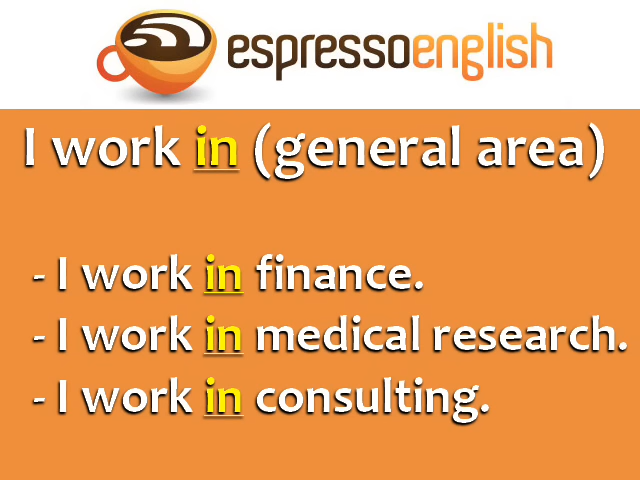 espressoenglish
I work in (general area)
- I work in finance.
- I work in medical research.
- I work in consulting.